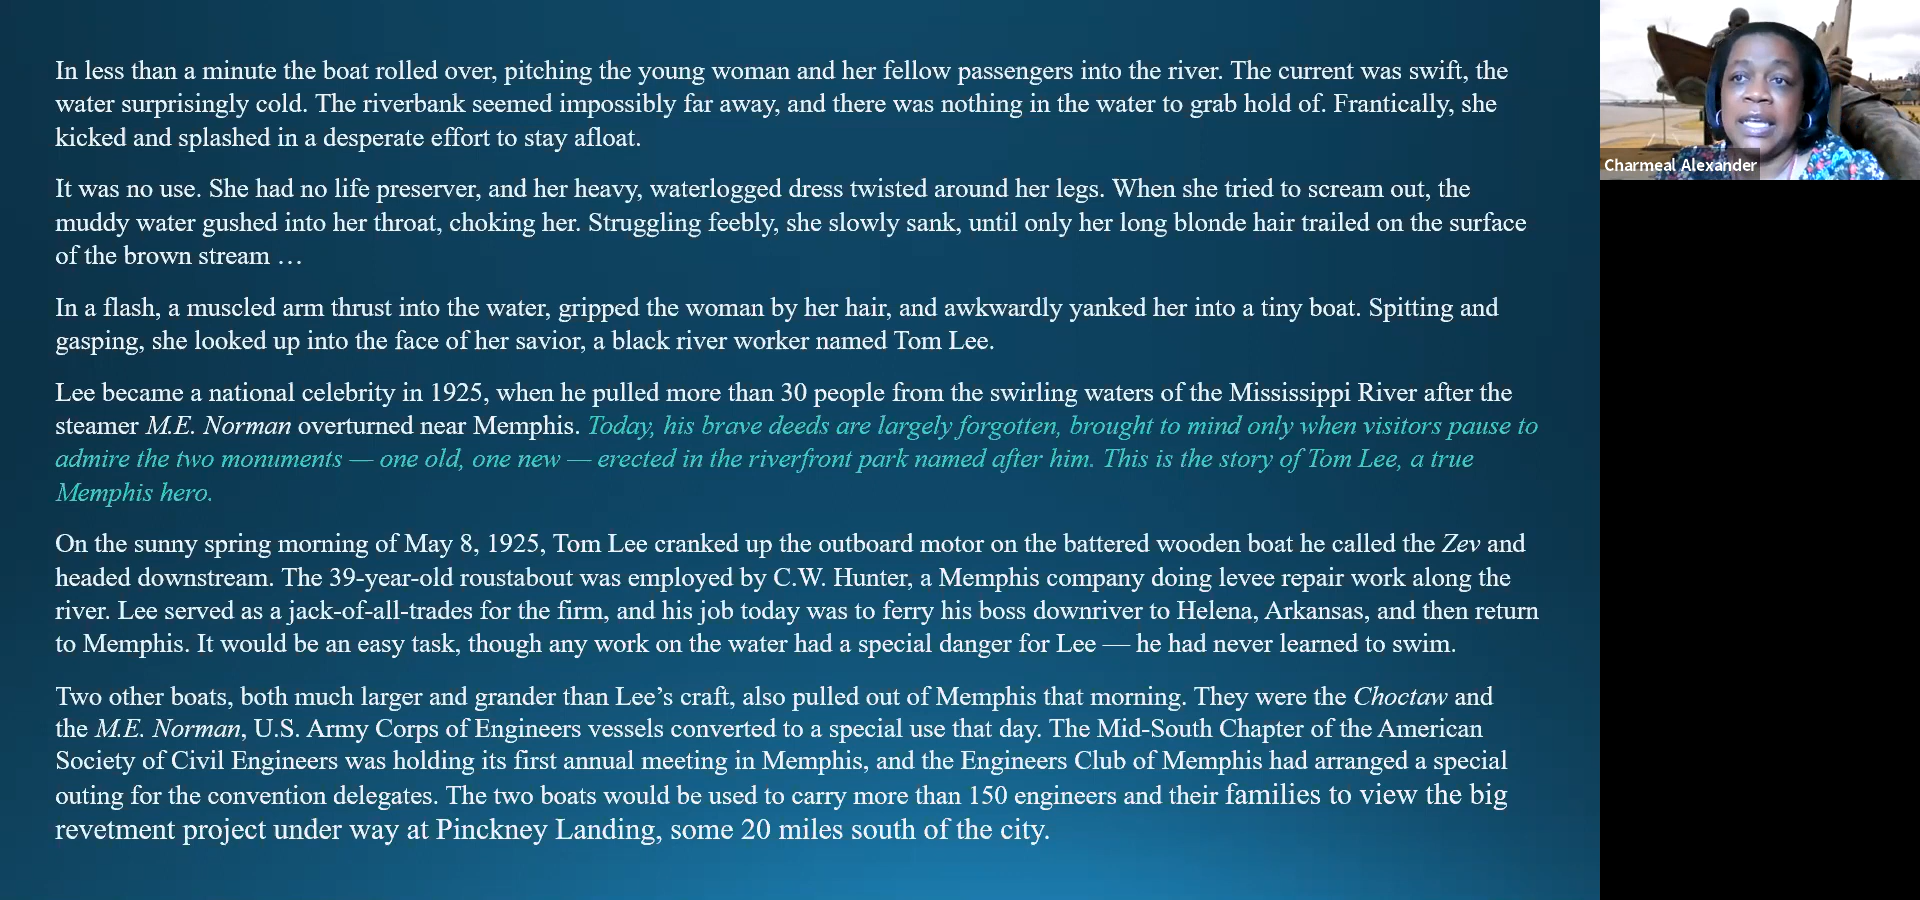 In less than a minute the boat rolled over, pitching the young woman and her fellow passengers into the river. The current was swift, the
water surprisingly cold. The riverbank seemed impossibly far away, and there was nothing in the water to grab hold of. Frantically, she
kicked and splashed in a desperate effort to stay afloat.
It was no use. She had no life preserver, and her heavy, waterlogged dress twisted around her legs. When she tried to scream out, the
muddy water gushed into her throat, choking her. Struggling feebly, she slowly sank, until only her long blonde hair trailed on the surface
of the brown stream …
In a flash, a muscled arm thrust into the water, gripped the woman by her hair, and awkwardly yanked her into a tiny boat. Spitting and
gasping, she looked up into the face of her savior, a black river worker named Tom Lee.
Lee became a national celebrity in 1925, when he pulled more than 30 people from the swirling waters of the Mississippi River after the
steamer M.E. Norman overturned near Memphis. Today, his brave deeds are largely forgotten, brought to mind only when visitors pause to
admire the two monuments — one old, one new — erected in the riverfront park named after him. This is the story of Tom Lee, a true
Memphis hero.
On the sunny spring morning of May 8, 1925, Tom Lee cranked up the outboard motor on the battered wooden boat he called the Zev and
headed downstream. The 39-year-old roustabout was employed by C.W. Hunter, a Memphis company doing levee repair work along the
river. Lee served as a jack-of-all-trades for the firm, and his job today was to ferry his boss downriver to Helena, Arkansas, and then return
to Memphis. It would be an easy task, though any work on the water had a special danger for Lee — he had never learned to swim.
Two other boats, both much larger and grander than Lee’s craft, also pulled out of Memphis that morning. They were the Choctaw and
the M.E. Norman, U.S. Army Corps of Engineers vessels converted to a special use that day. The Mid-South Chapter of the American
Society of Civil Engineers was holding its first annual meeting in Memphis, and the Engineers Club of Memphis had arranged a special
outing for the convention delegates. The two boats would be used to carry more than 150 engineers and their families to view the big
revetment project under way at Pinckney Landing, some 20 miles south of the city.
Charmeal Alexander